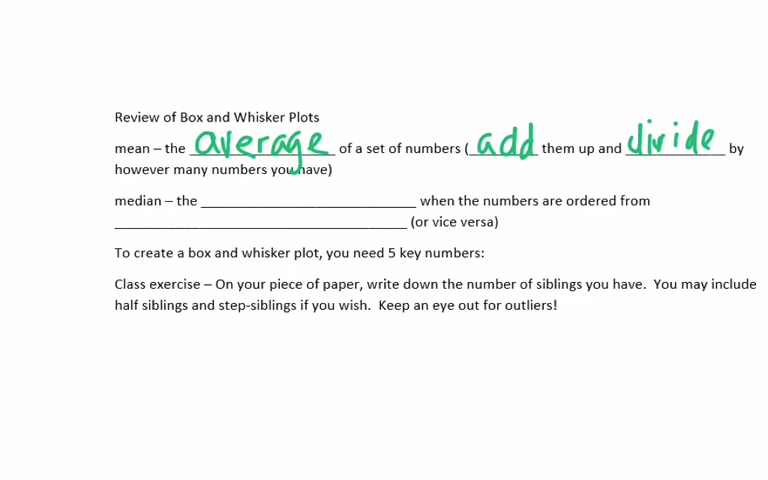 Review of Box and Whisker Plots
mean – the average of a set of numbers (add them up and divide by
however many numbers you have)
median – the ____________________________ when the numbers are ordered from
______________________________________ (or vice versa)
To create a box and whisker plot, you need 5 key numbers:
Class exercise – On your piece of paper, write down the number of siblings you have.  You may include
half siblings and step-siblings if you wish.  Keep an eye out for outliers!